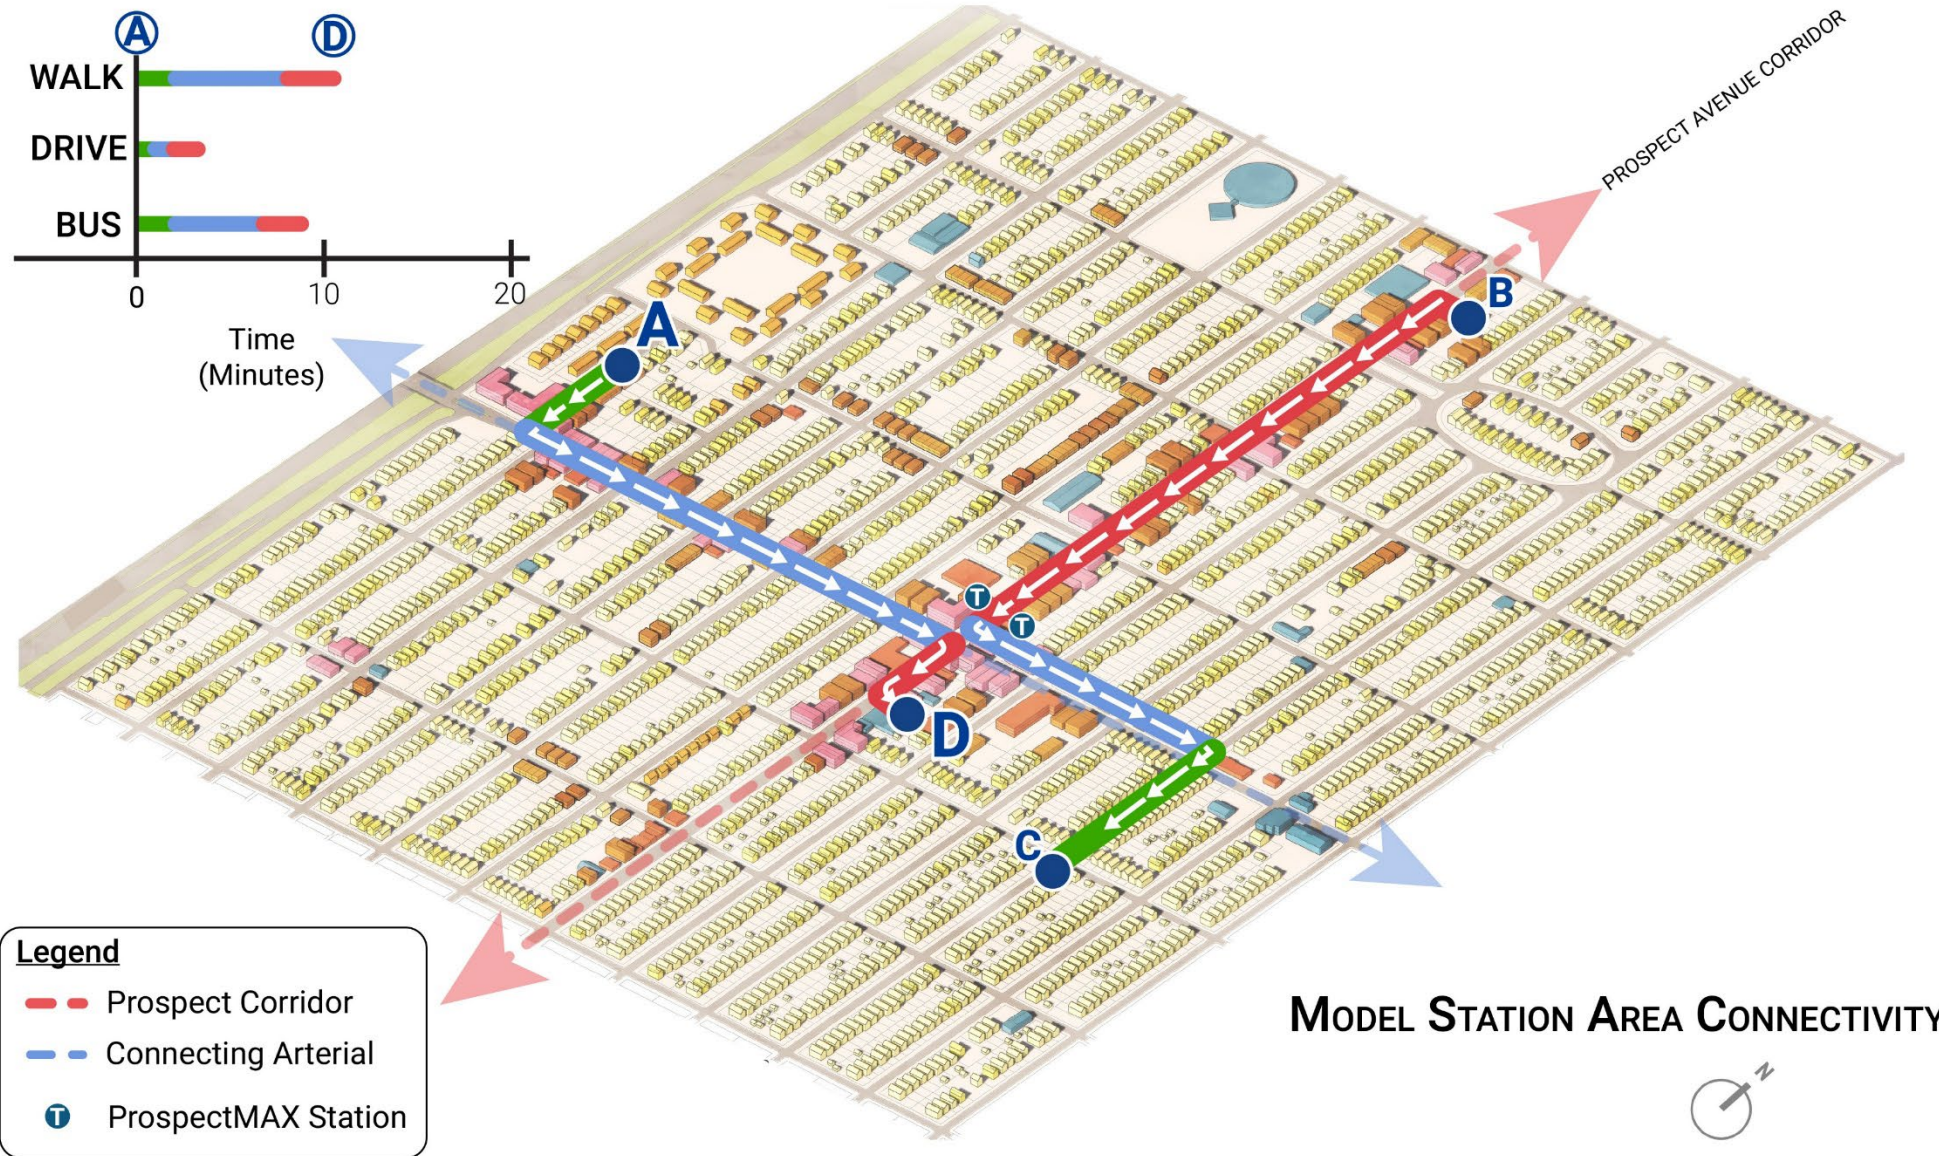 A D
WALK
DRIVE
BUS
0 10 20
Time
(Minutes)
PROSPECT AVENUE CORRIDOR
A
B
T
T
D
C
Legend
Prospect Corridor
Connecting Arterial
T ProspectMAX Station
MODEL STATION AREA CONNECTIVITY
N